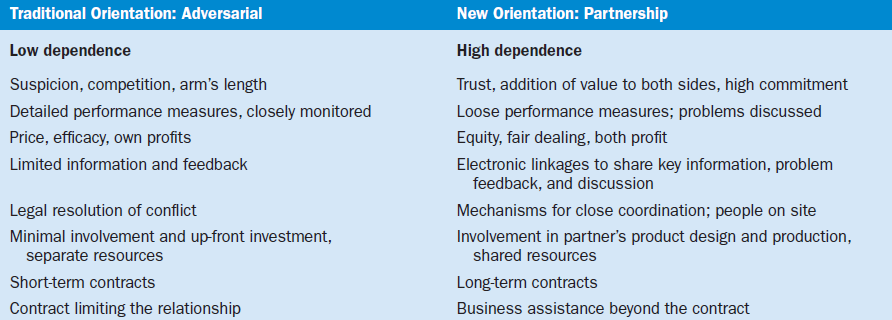 Traditional Orientation: Adversarial
New Orientation: Partnership
Low dependence
High dependence
Suspicion, competition, arm’s length
Trust, addition of value to both sides, high commitment
Detailed performance measures, closely monitored
Loose performance measures; problems discussed
Price, efficacy, own profits
Equity, fair dealing, both profit
Limited information and feedback
Electronic linkages to share key information, problem
feedback, and discussion
Legal resolution of conflict
Mechanisms for close coordination; people on site
Minimal involvement and up-front investment,
separate resources
Involvement in partner’s product design and production,
shared resources
Short-term contracts
Long-term contracts
Contract limiting the relationship
Business assistance beyond the contract